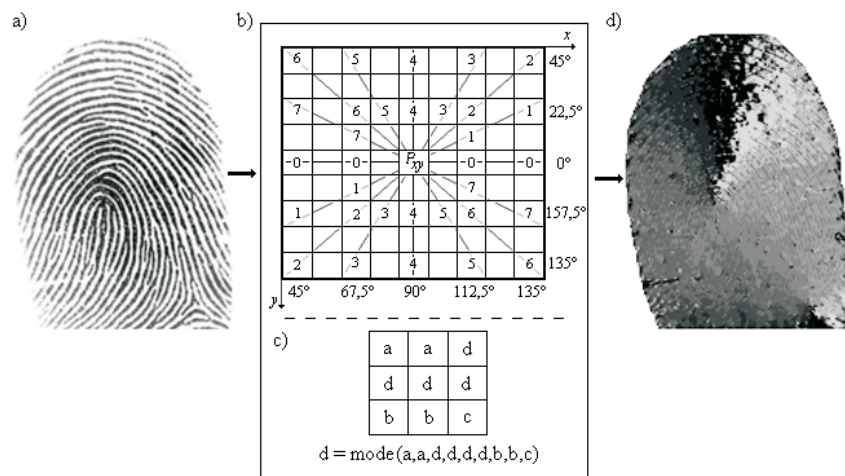 a)
b)
d)
x
6 5 4 3 2 45°
7 6 5 4 3 2 1 22,5°
7 1
-0- -0- Pxy -0- -0- 0°
1 7
1 2 3 4 5 6 7 157,5°
2 3 4 5 6 135°
y 45° 67,5° 90° 112,5° 135°
c)
a a d
d d d
b b c
d = mode (a,a,d,d,d,d,b,b,c)